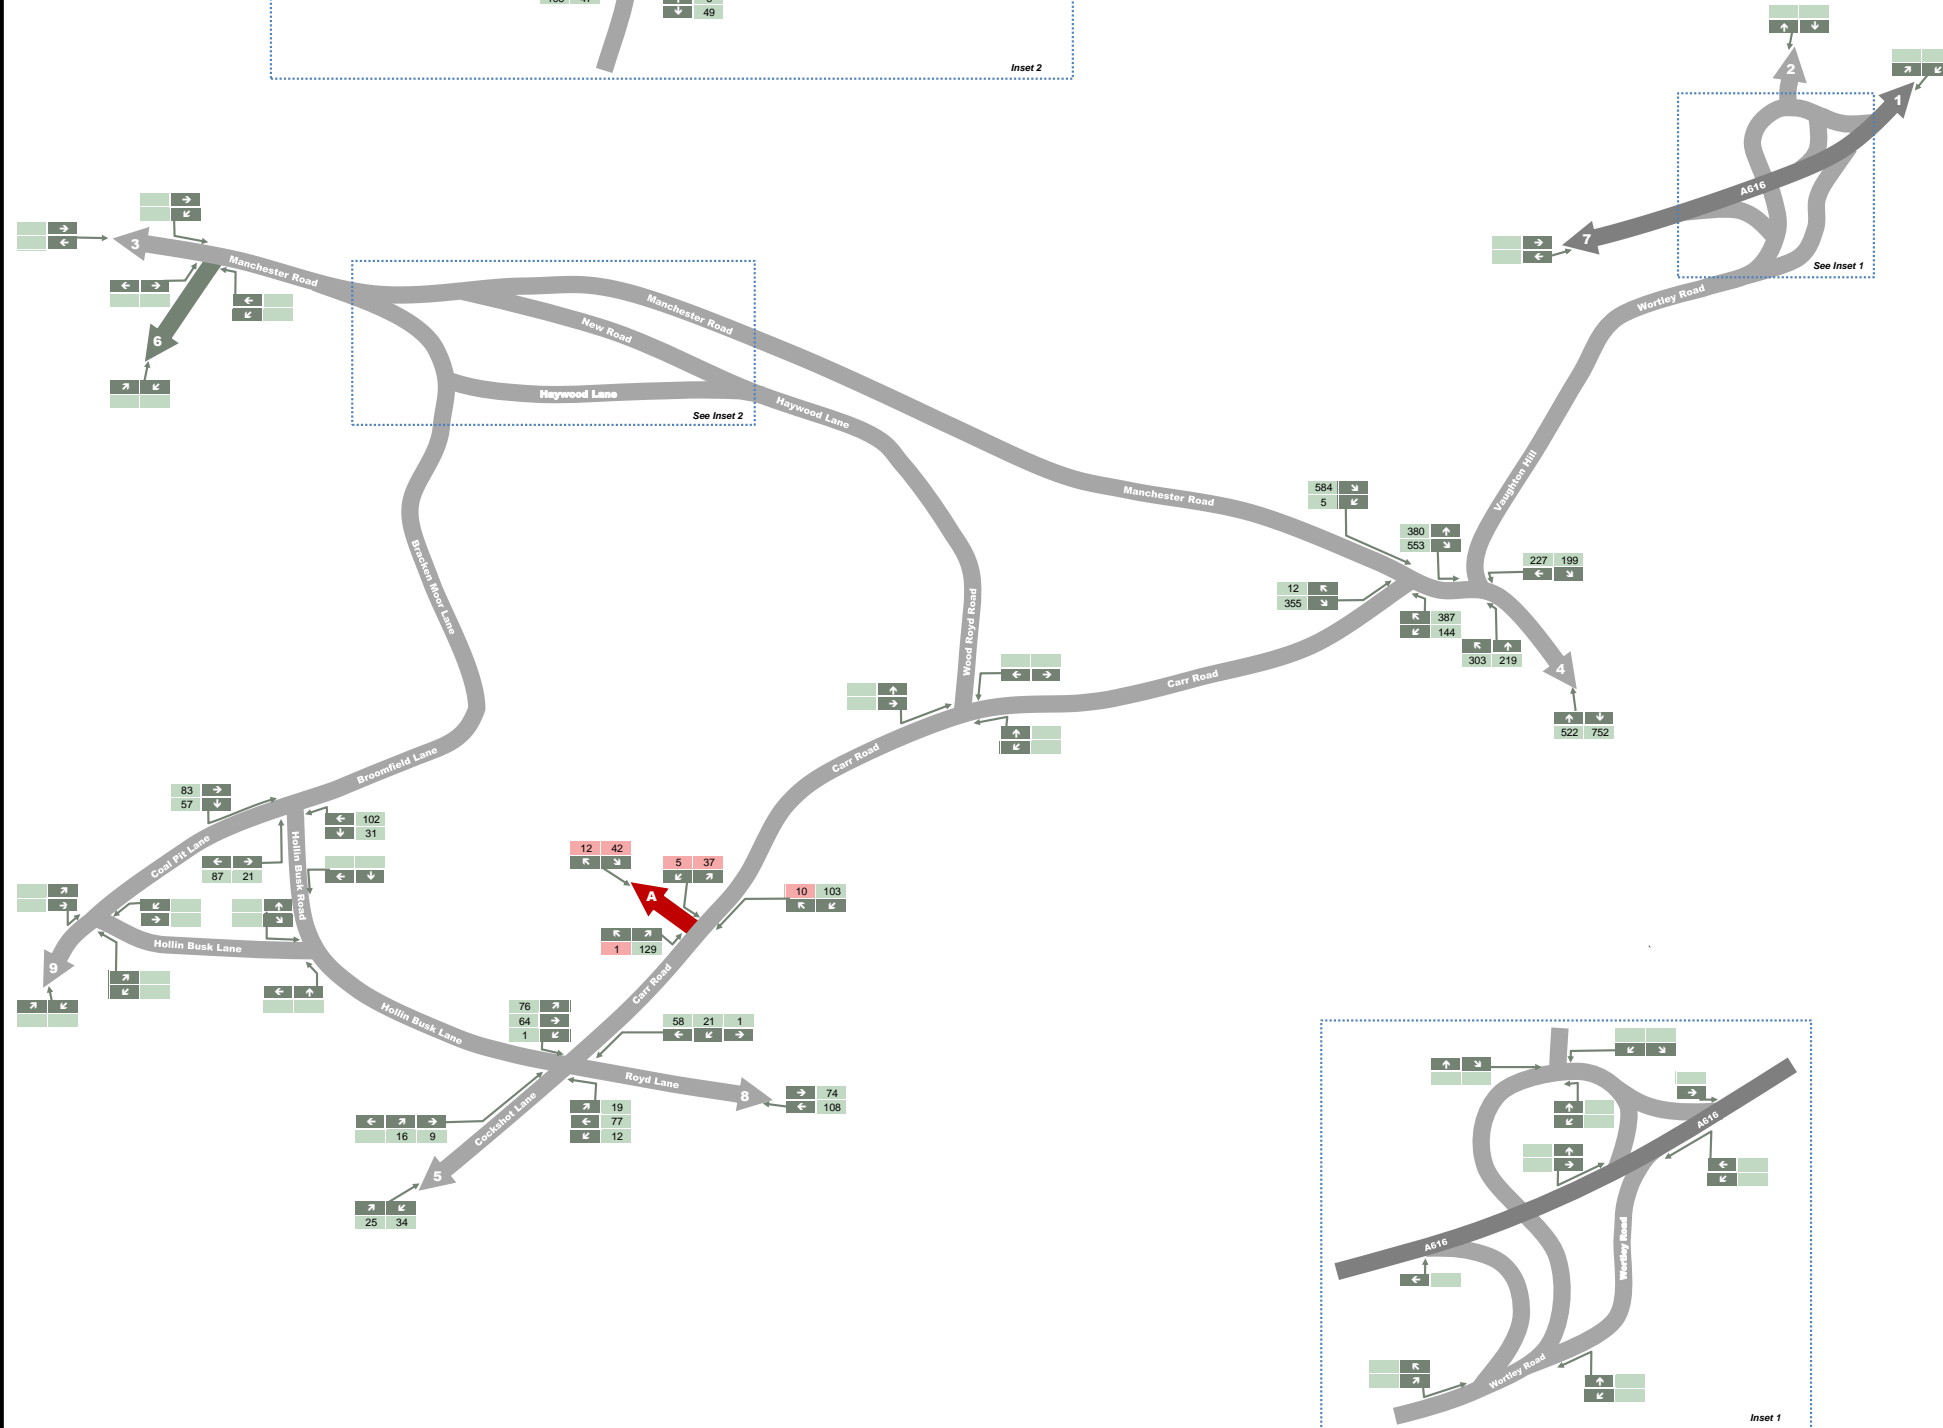 49
Inset 2
2
1
A616
7
See Inset 1
Wortley Road
3
Manchester Road
6
Manchester Road
New Road
Haywood Lane
See Inset 2
Haywood Lane
Manchester Road
Vaughton Hill
584
5
380
553
227 199
12
355
387
144
303 219
4
522 752
Bracken Moor Lane
Wood Royd Road
Carr Road
Carr Road
Broomfield Lane
83
57
102
31
Coal Pit Lane
87 21
Hollin Busk Road
12 42
5 37
A
10 103
1 129
Hollin Busk Lane
9
Carr Road
Hollin Busk Lane
76
64
1
58 21 1
Royd Lane
8
74
108
19
77
12
16 9
Cockshot Lane
5
25 34
A616
A616
Wortley Road
Wortley Road
Inset 1